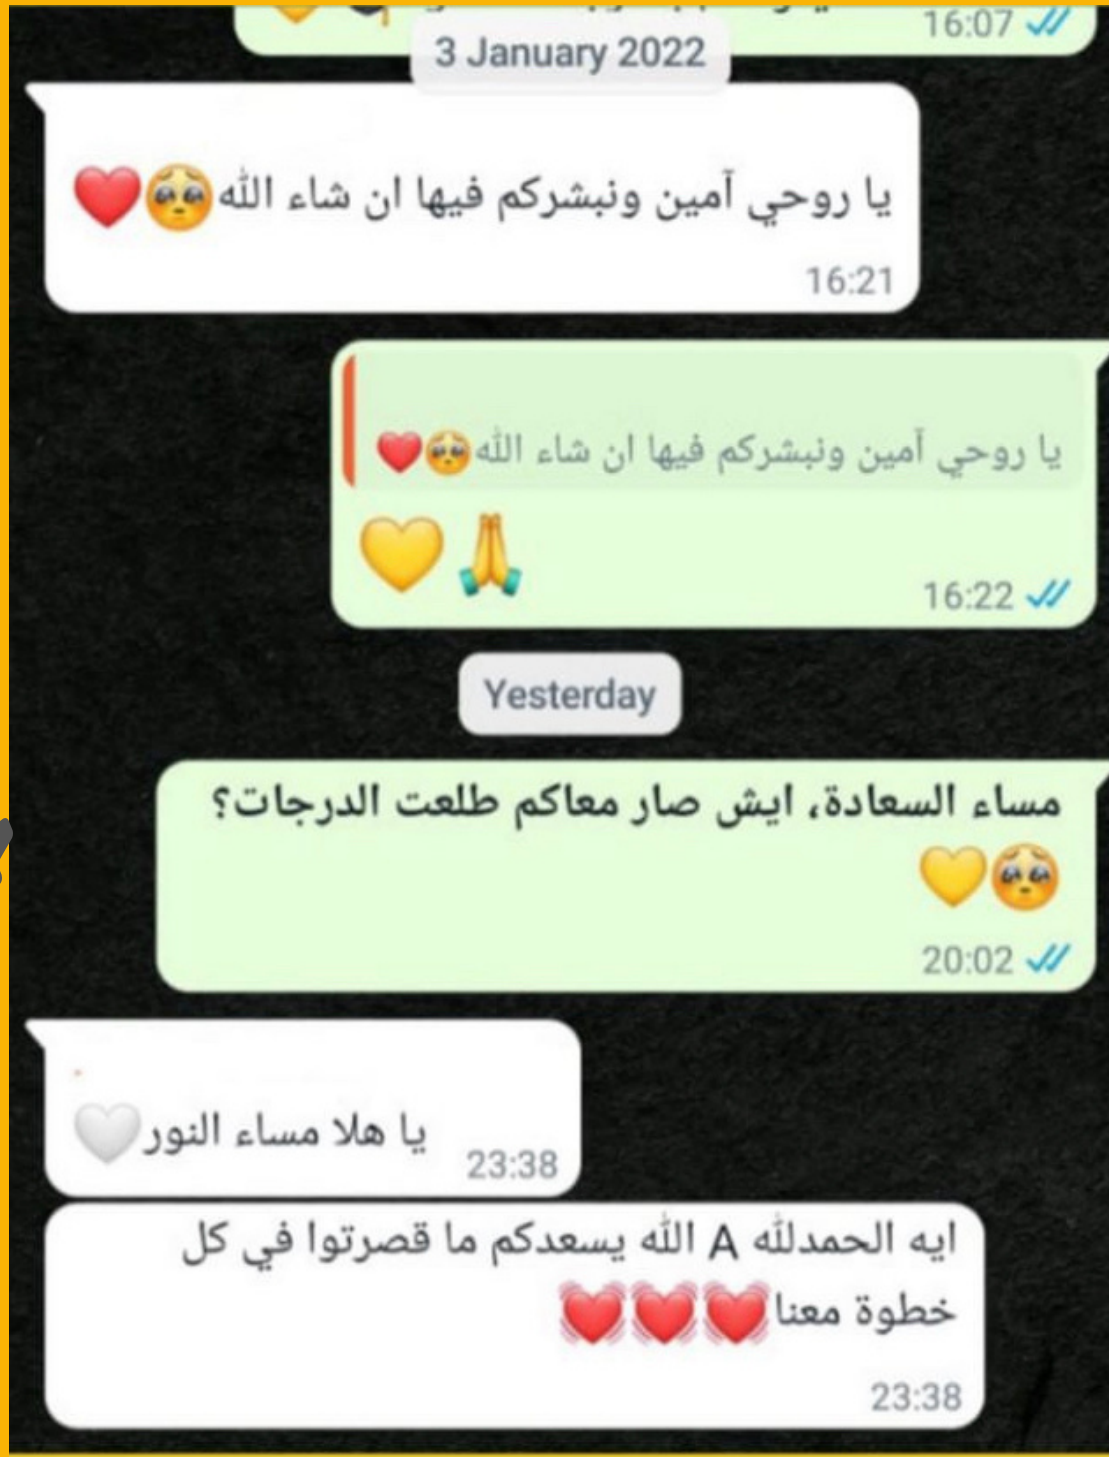 16:07
3 January 2022
يا روحي آمين ونبشركم فيها ان شاء الله🥺❤️
16:21
يا روحي آمين ونبشركم فيها ان شاء الله🥺❤️
💛🙏
16:22
Yesterday
مساء السعادة، ايش صار معاكم طلعت الدرجات؟
🥺💛
20:02
يا هلا مساء النور🤍
23:38
ايه الحمدلله A الله يسعدكم ما قصرتوا في كل
خطوة معنا💓💓💓
23:38